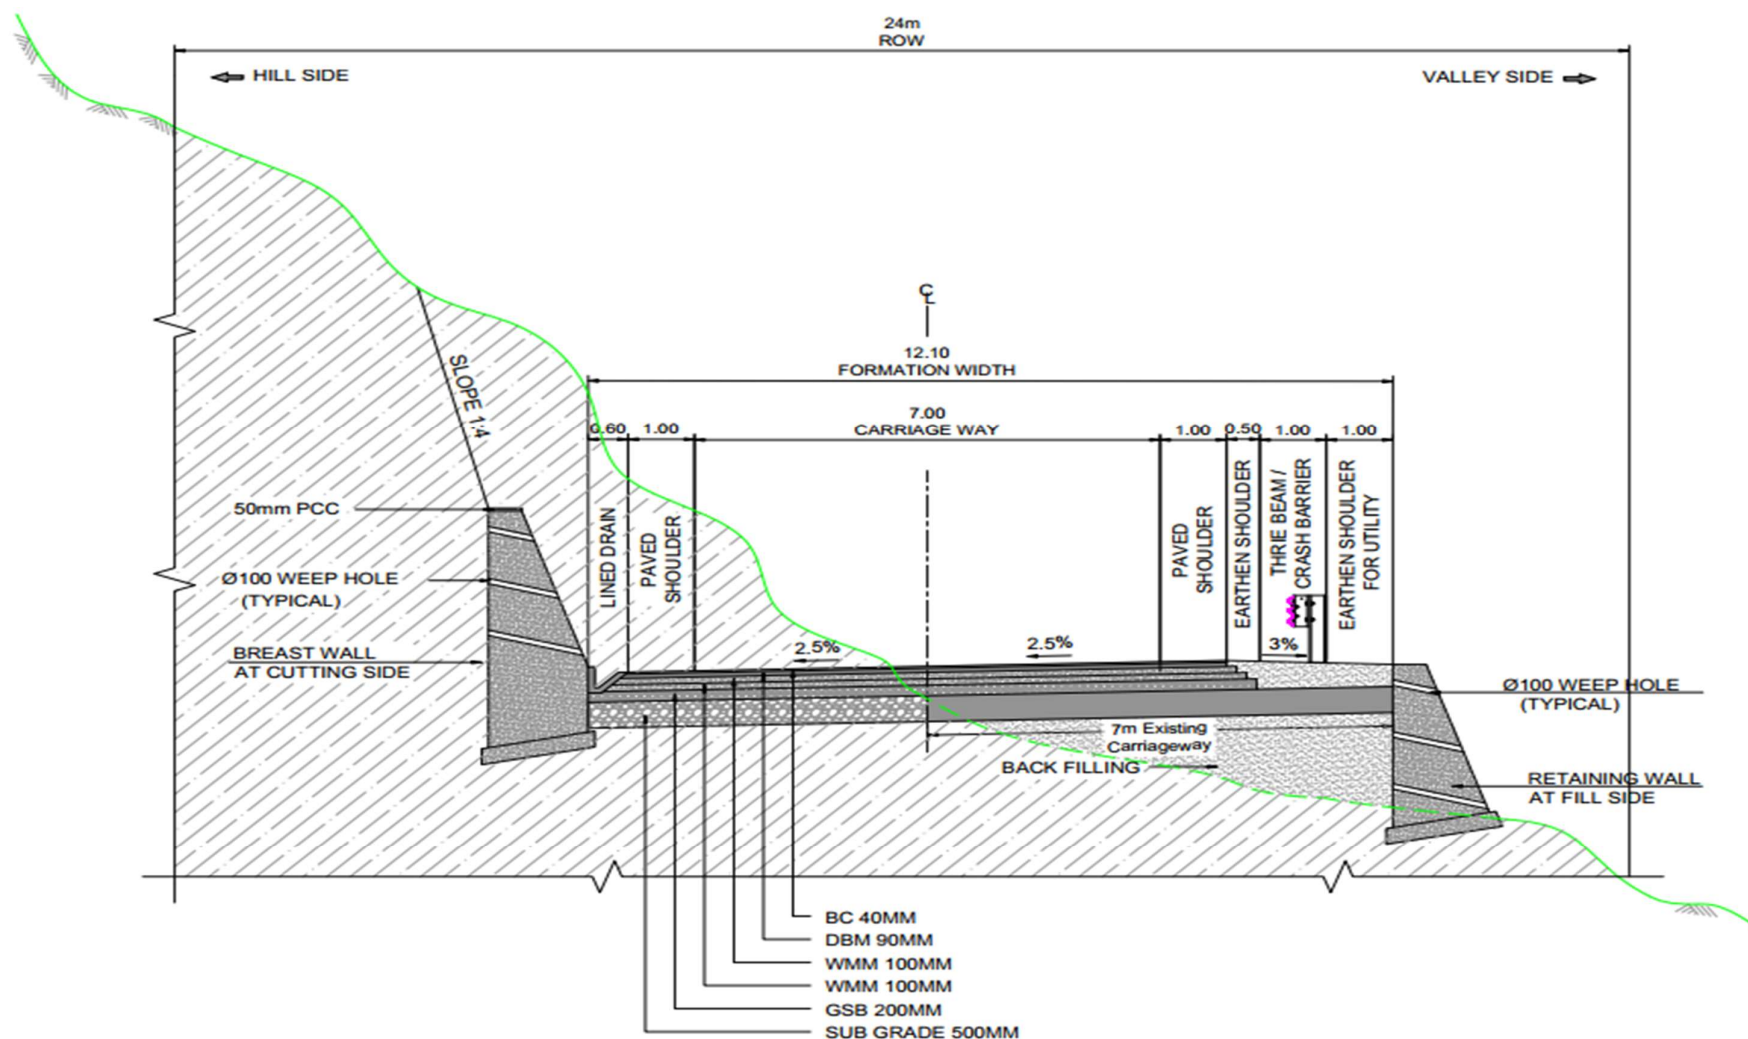 24m
ROW
HILL SIDE
VALLEY SIDE
CL
12.10
FORMATION WIDTH
SLOPE 1:4
7.00
0.60 1.00 CARRIAGE WAY 1.00 0.50 1.00 1.00
LINED DRAIN
PAVED
SHOULDER
PAVED
SHOULDER
EARTHEN SHOULDER
THRIE BEAM /
CRASH BARRIER
EARTHEN SHOULDER
FOR UTILITY
50mm PCC
Ø100 WEEP HOLE
(TYPICAL)
BREAST WALL
AT CUTTING SIDE
2.5%
2.5%
3%
Ø100 WEEP HOLE
(TYPICAL)
7m Existing
Carriageway
BACK FILLING
RETAINING WALL
AT FILL SIDE
BC 40MM
DBM 90MM
WMM 100MM
WMM 100MM
GSB 200MM
SUB GRADE 500MM